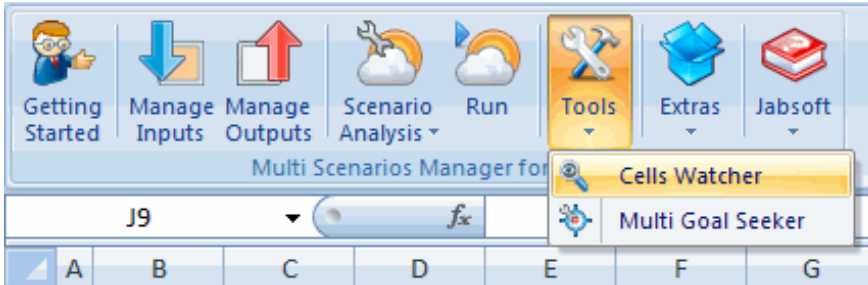 Getting Started
Manage Inputs
Manage Outputs
Scenario Analysis
Run
Tools
Extras
Jabsoft
Multi Scenarios Manager for
Cells Watcher
Multi Goal Seeker
J9
fx
A B C D E F G